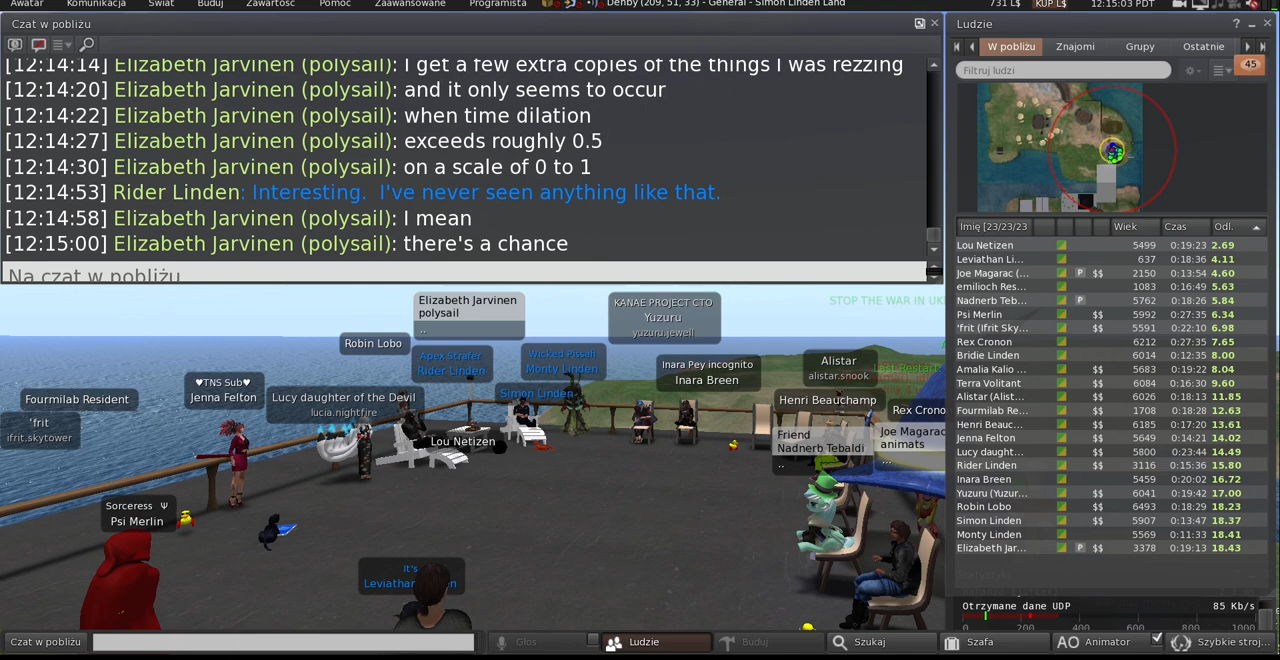 Awatar Komunikacja Świat Buduj Zawartość Pomoc Zaawansowane Programista Denby (209, 51, 33) - General - Simon Linden Land 731 L$ KUP L$ 12:15:03 PDT
Czat w pobliżu
[12:14:14] Elizabeth Jarvinen (polysail): I get a few extra copies of the things I was rezzing
[12:14:20] Elizabeth Jarvinen (polysail): and it only seems to occur
[12:14:22] Elizabeth Jarvinen (polysail): when time dilation
[12:14:27] Elizabeth Jarvinen (polysail): exceeds roughly 0.5
[12:14:30] Elizabeth Jarvinen (polysail): on a scale of 0 to 1
[12:14:53] Rider Linden: Interesting. I've never seen anything like that.
[12:14:58] Elizabeth Jarvinen (polysail): I mean
[12:15:00] Elizabeth Jarvinen (polysail): there's a chance
Na czat w pobliżu
Elizabeth Jarvinen
polysail
..
KANAE PROJECT CTO
Yuzuru
yuzuru.jewell
STOP THE WAR IN UK
Robin Lobo
Apex Strafer
Rider Linden
Wicked Pissah
Monty Linden
Inara Pey incognito
Inara Breen
Alistar
alistar.snook
Last Restart:
♥TNS Sub♥
Jenna Felton
Fourmilab Resident
Lucy daughter of the Devil
lucia.nightfire
Simon Linden
Henri Beauchamp
Rex Crono
'frit
ifrit.skytower
Lou Netizen
Friend
Nadnerb Tebaldi
..
Joe Magarac
animats
...
Sorceress Ψ
Psi Merlin
It's
Leviathan
Ludzie
W pobliżu Znajomi Grupy Ostatnie
Filtruj ludzi
45
Imię [23/23/23 Wiek Czas Odl.
Lou Netizen 5499 0:19:23 2.69
Leviathan Li... 637 0:18:36 4.11
Joe Magarac (... P $$ 2150 0:13:54 4.60
emilioch Res... 1083 0:16:49 5.63
Nadnerb Teb... P 5762 0:18:26 5.84
Psi Merlin $$ 5992 0:27:35 6.34
'frit (Ifrit Sky... $$ 5591 0:22:10 6.98
Rex Cronon 6212 0:27:35 7.65
Bridie Linden 6014 0:12:35 8.00
Amalia Kalio ... $$ 5683 0:19:22 8.04
Terra Volitant $$ 6084 0:16:30 9.60
Alistar (Alist... $$ 6026 0:18:13 11.85
Fourmilab Re... $$ 1708 0:18:28 12.63
Henri Beauc... $$ 6185 0:17:20 13.61
Jenna Felton $$ 5649 0:14:21 14.02
Lucy daught... $$ 5800 0:23:44 14.49
Rider Linden $$ 3116 0:15:36 15.80
Inara Breen 5459 0:20:02 16.72
Yuzuru (Yuzur... $$ 6041 0:19:42 17.00
Robin Lobo $$ 6493 0:18:29 18.23
Simon Linden $$ 5907 0:13:47 18.37
Monty Linden 5569 0:11:33 18.41
Elizabeth Jar... P $$ 3378 0:19:13 18.43
Otrzymane dane UDP 85 Kb/s
0 200 400 600 800 1000
Czat w pobliżu Głos Ludzie Buduj Szukaj Szafa AO Animator Szybkie stroj...